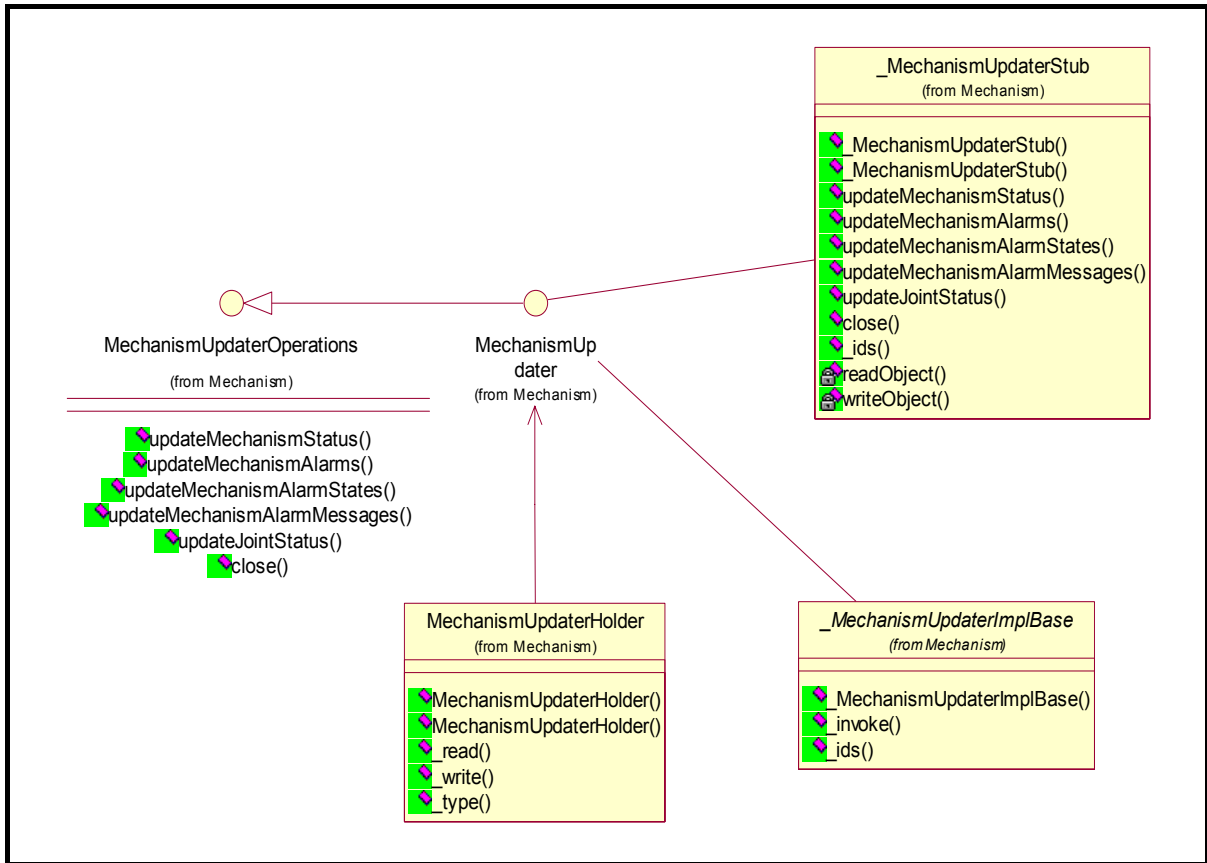 _MechanismUpdaterStub
(from Mechanism)
_MechanismUpdaterStub()
_MechanismUpdaterStub()
updateMechanismStatus()
updateMechanismAlarms()
updateMechanismAlarmStates()
updateMechanismAlarmMessages()
updateJointStatus()
close()
_ids()
readObject()
writeObject()
MechanismUpdaterOperations
(from Mechanism)
updateMechanismStatus()
updateMechanismAlarms()
updateMechanismAlarmStates()
updateMechanismAlarmMessages()
updateJointStatus()
close()
MechanismUp
dater
(from Mechanism)
MechanismUpdaterHolder
(from Mechanism)
MechanismUpdaterHolder()
MechanismUpdaterHolder()
_read()
_write()
_type()
_MechanismUpdaterImplBase
(from Mechanism)
_MechanismUpdaterImplBase()
_invoke()
_ids()